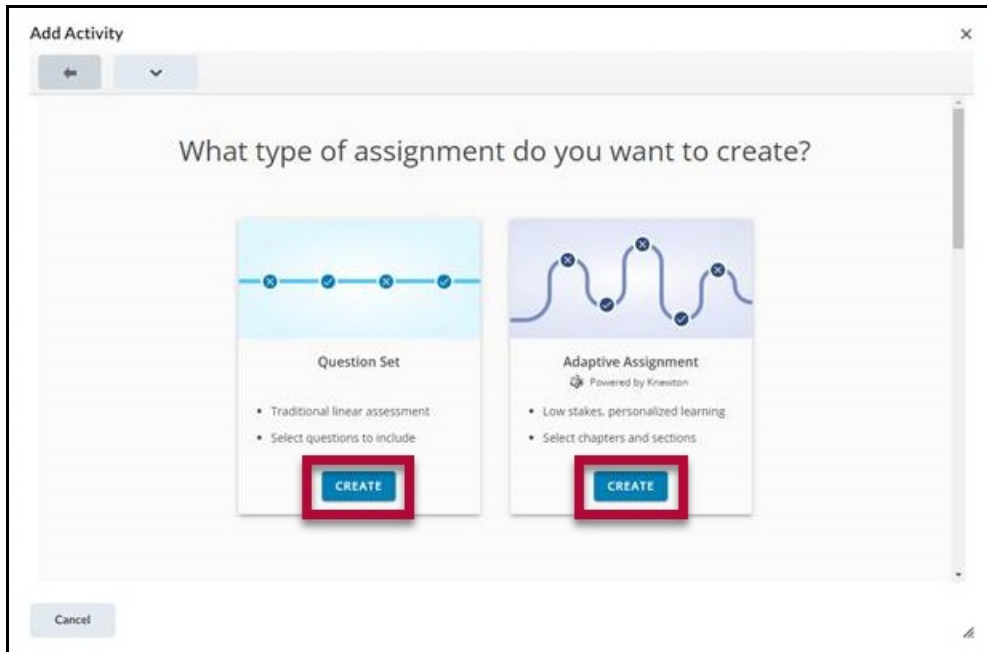 Add Activity
What type of assignment do you want to create?
Question Set
• Traditional linear assessment
• Select questions to include
CREATE
Adaptive Assignment
Powered by Knewton
• Low stakes, personalized learning
• Select chapters and sections
CREATE
Cancel